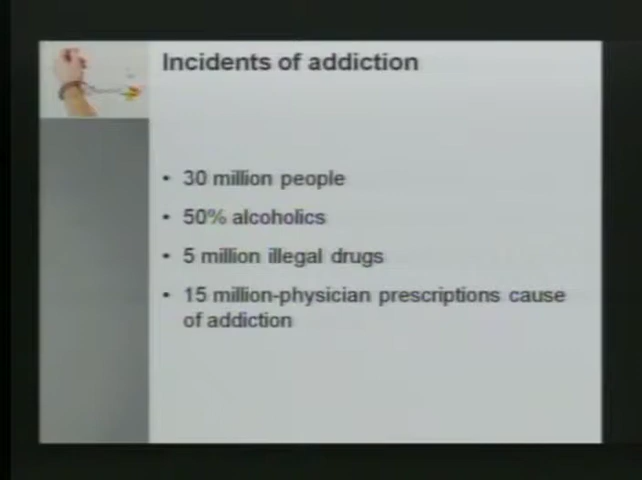 Incidents of addiction
• 30 million people
• 50% alcoholics
• 5 million illegal drugs
• 15 million-physician prescriptions cause
of addiction